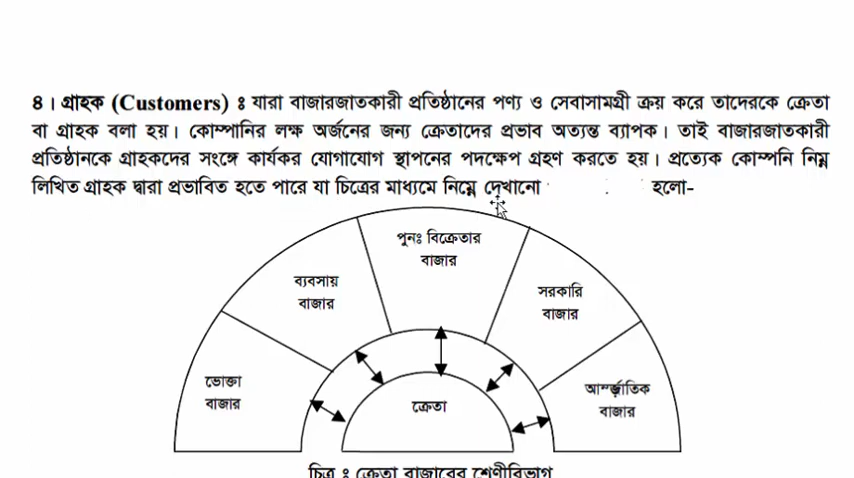 ৪। গ্রাহক (Customers) ঃ যারা বাজারজাতকারী প্রতিষ্ঠানের পণ্য ও সেবাসামগ্রী ক্রয় করে তাদেরকে ক্রেতা
বা গ্রাহক বলা হয়। কোম্পানির লক্ষ অর্জনের জন্য ক্রেতাদের প্রভাব অত্যন্ত ব্যাপক। তাই বাজারজাতকারী
প্রতিষ্ঠানকে গ্রাহকদের সংঙ্গে কার্যকর যোগাযোগ স্থাপনের পদক্ষেপ গ্রহণ করতে হয়। প্রত্যেক কোম্পনি নিম্ন
লিখিত গ্রাহক দ্বারা প্রভাবিত হতে পারে যা চিত্রের মাধ্যমে নিম্নে দেখানো হলো-
পুনঃ বিক্রেতার
বাজার
ব্যবসায়
বাজার
সরকারি
বাজার
ভোক্তা
বাজার
আন্তর্জাতিক
বাজার
ক্রেতা
চিত্র ঃ ক্রেতা বাজারের শ্রেণীবিভাগ